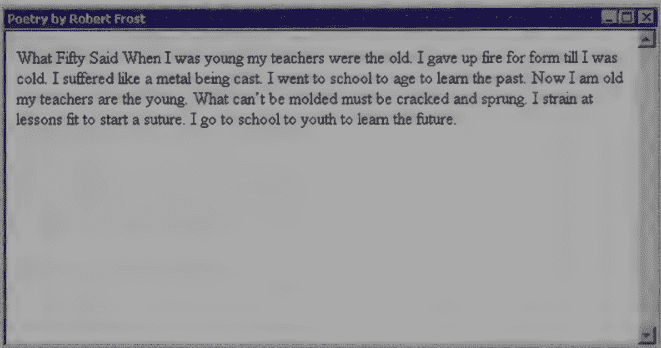 Poetry by Robert Frost
What Fifty Said When I was young my teachers were the old. I gave up fire for form till I was
cold. I suffered like a metal being cast. I went to school to age to learn the past. Now I am old
my teachers are the young. What can't be molded must be cracked and sprung. I strain at
lessons fit to start a suture. I go to school to youth to learn the future.